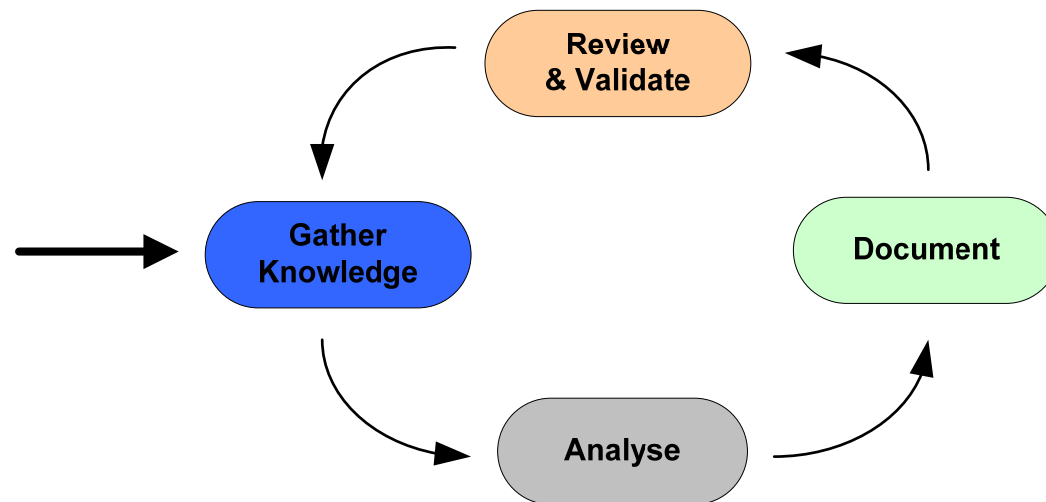 Review
& Validate
Gather
Knowledge
Document
Analyse